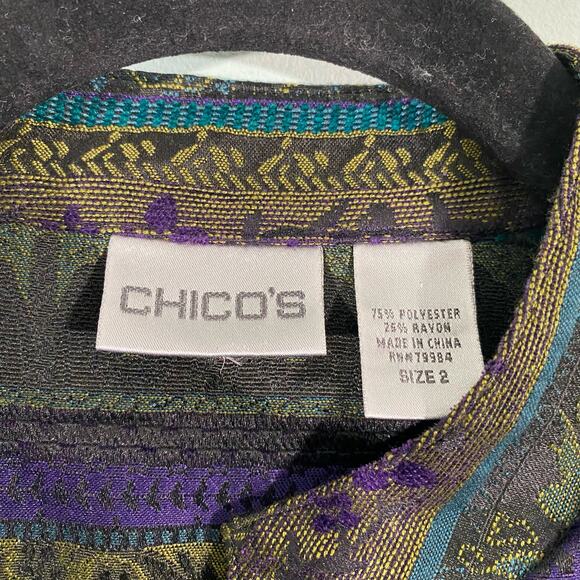 CHICO'S
75% POLYESTER
25% RAYON
MADE IN CHINA
RN#79984
SIZE 2